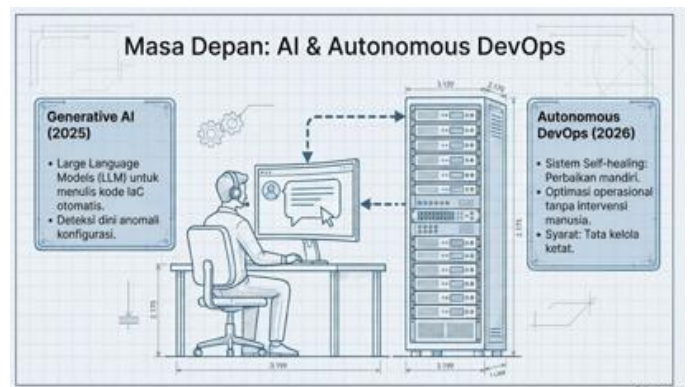 Masa Depan: AI & Autonomous DevOps
Generative AI
(2025)
• Large Language
Models (LLM) untuk
menulis kode IaC
otomatis.
• Deteksi dini anomali
konfigurasi.
Autonomous
DevOps (2026)
• Sistem Self-healing:
Perbaikan mandiri.
• Optimasi operasional
tanpa intervensi
manusia.
• Syarat: Tata kelola
ketat.